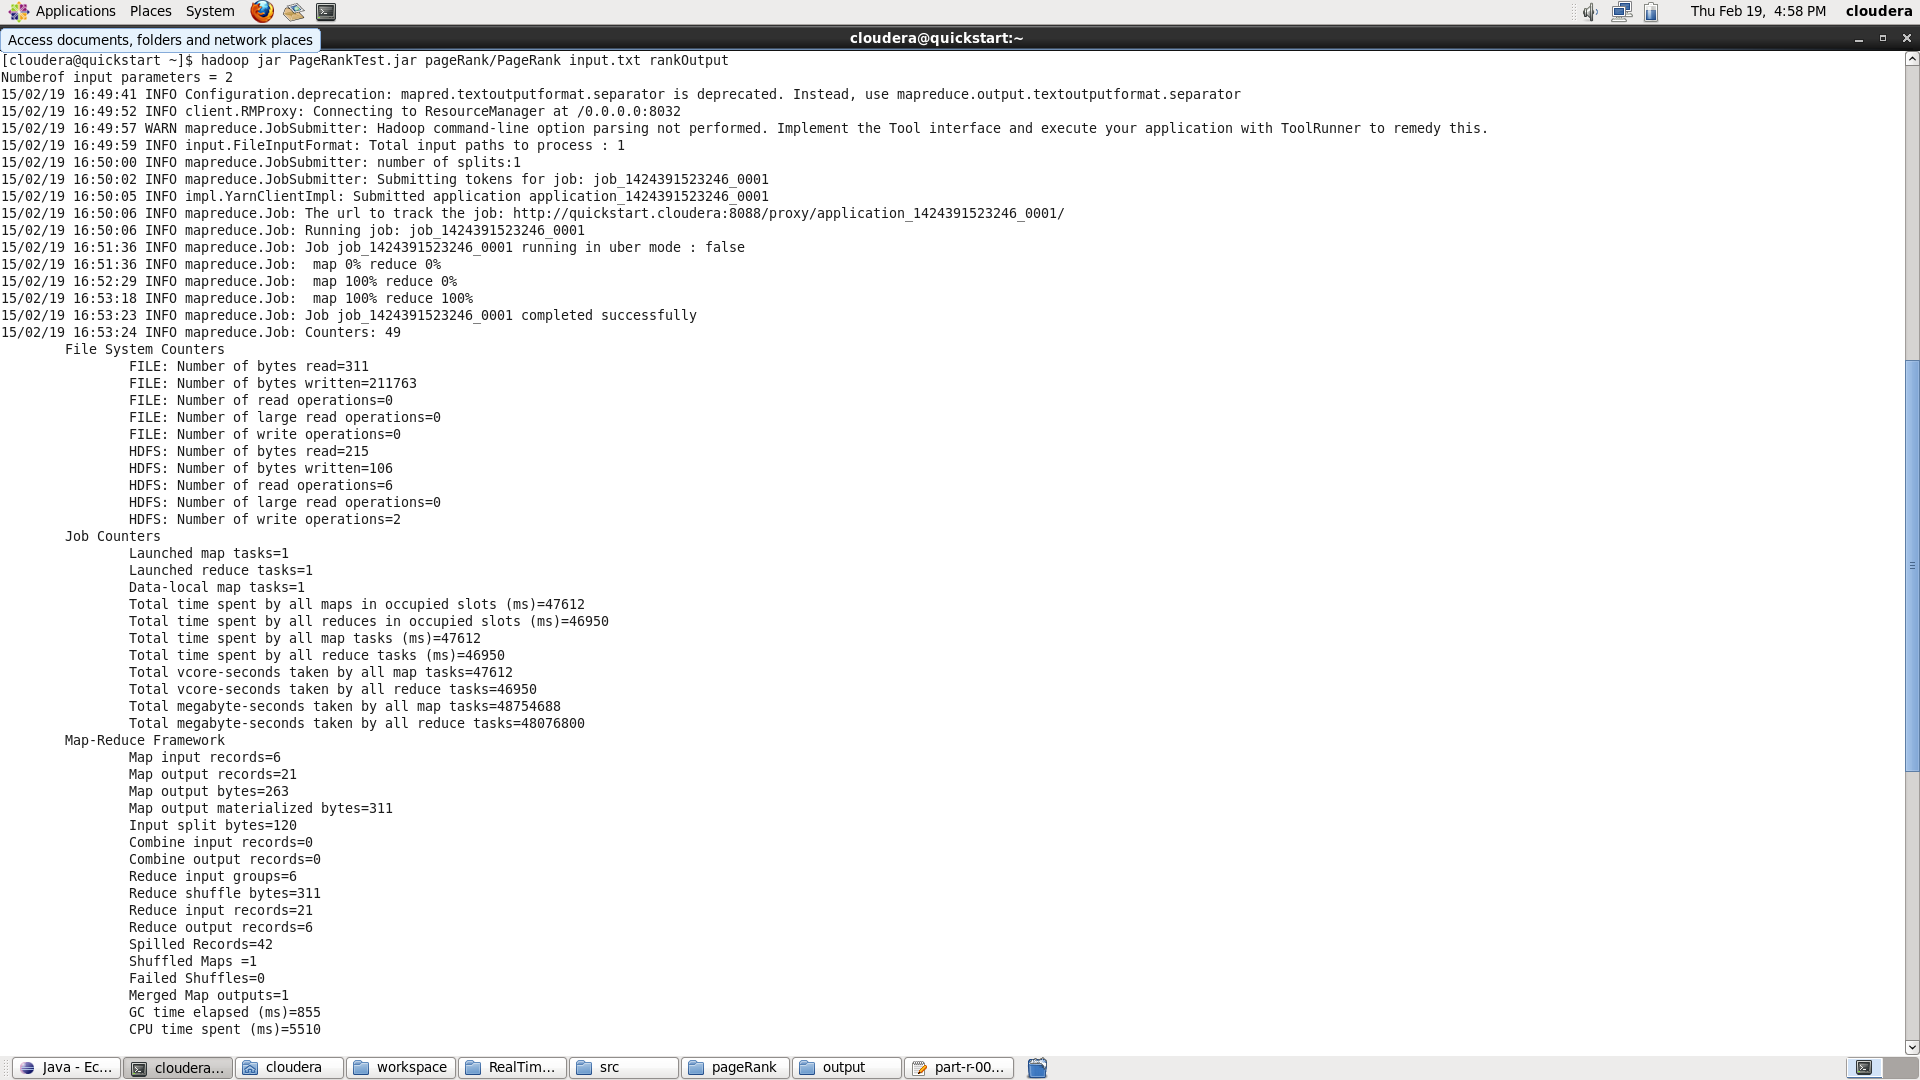 Applications Places System
Thu Feb 19, 4:58 PM cloudera
Access documents, folders and network places
cloudera@quickstart:~
[cloudera@quickstart ~]$ hadoop jar PageRankTest.jar pageRank/PageRank input.txt rankOutput
Numberof input parameters = 2
15/02/19 16:49:41 INFO Configuration.deprecation: mapred.textoutputformat.separator is deprecated. Instead, use mapreduce.output.textoutputformat.separator
15/02/19 16:49:52 INFO client.RMProxy: Connecting to ResourceManager at /0.0.0.0:8032
15/02/19 16:49:57 WARN mapreduce.JobSubmitter: Hadoop command-line option parsing not performed. Implement the Tool interface and execute your application with ToolRunner to remedy this.
15/02/19 16:49:59 INFO input.FileInputFormat: Total input paths to process : 1
15/02/19 16:50:00 INFO mapreduce.JobSubmitter: number of splits:1
15/02/19 16:50:02 INFO mapreduce.JobSubmitter: Submitting tokens for job: job_1424391523246_0001
15/02/19 16:50:05 INFO impl.YarnClientImpl: Submitted application application_1424391523246_0001
15/02/19 16:50:06 INFO mapreduce.Job: The url to track the job: http://quickstart.cloudera:8088/proxy/application_1424391523246_0001/
15/02/19 16:50:06 INFO mapreduce.Job: Running job: job_1424391523246_0001
15/02/19 16:51:36 INFO mapreduce.Job: Job job_1424391523246_0001 running in uber mode : false
15/02/19 16:51:36 INFO mapreduce.Job:  map 0% reduce 0%
15/02/19 16:52:29 INFO mapreduce.Job:  map 100% reduce 0%
15/02/19 16:53:18 INFO mapreduce.Job:  map 100% reduce 100%
15/02/19 16:53:23 INFO mapreduce.Job: Job job_1424391523246_0001 completed successfully
15/02/19 16:53:24 INFO mapreduce.Job: Counters: 49
File System Counters
FILE: Number of bytes read=311
FILE: Number of bytes written=211763
FILE: Number of read operations=0
FILE: Number of large read operations=0
FILE: Number of write operations=0
HDFS: Number of bytes read=215
HDFS: Number of bytes written=106
HDFS: Number of read operations=6
HDFS: Number of large read operations=0
HDFS: Number of write operations=2
Job Counters
Launched map tasks=1
Launched reduce tasks=1
Data-local map tasks=1
Total time spent by all maps in occupied slots (ms)=47612
Total time spent by all reduces in occupied slots (ms)=46950
Total time spent by all map tasks (ms)=47612
Total time spent by all reduce tasks (ms)=46950
Total vcore-seconds taken by all map tasks=47612
Total vcore-seconds taken by all reduce tasks=46950
Total megabyte-seconds taken by all map tasks=48754688
Total megabyte-seconds taken by all reduce tasks=48076800
Map-Reduce Framework
Map input records=6
Map output records=21
Map output bytes=263
Map output materialized bytes=311
Input split bytes=120
Combine input records=0
Combine output records=0
Reduce input groups=6
Reduce shuffle bytes=311
Reduce input records=21
Reduce output records=6
Spilled Records=42
Shuffled Maps =1
Failed Shuffles=0
Merged Map outputs=1
GC time elapsed (ms)=855
CPU time spent (ms)=5510
Java - Ec... cloudera... cloudera workspace RealTim... src pageRank output part-r-00...